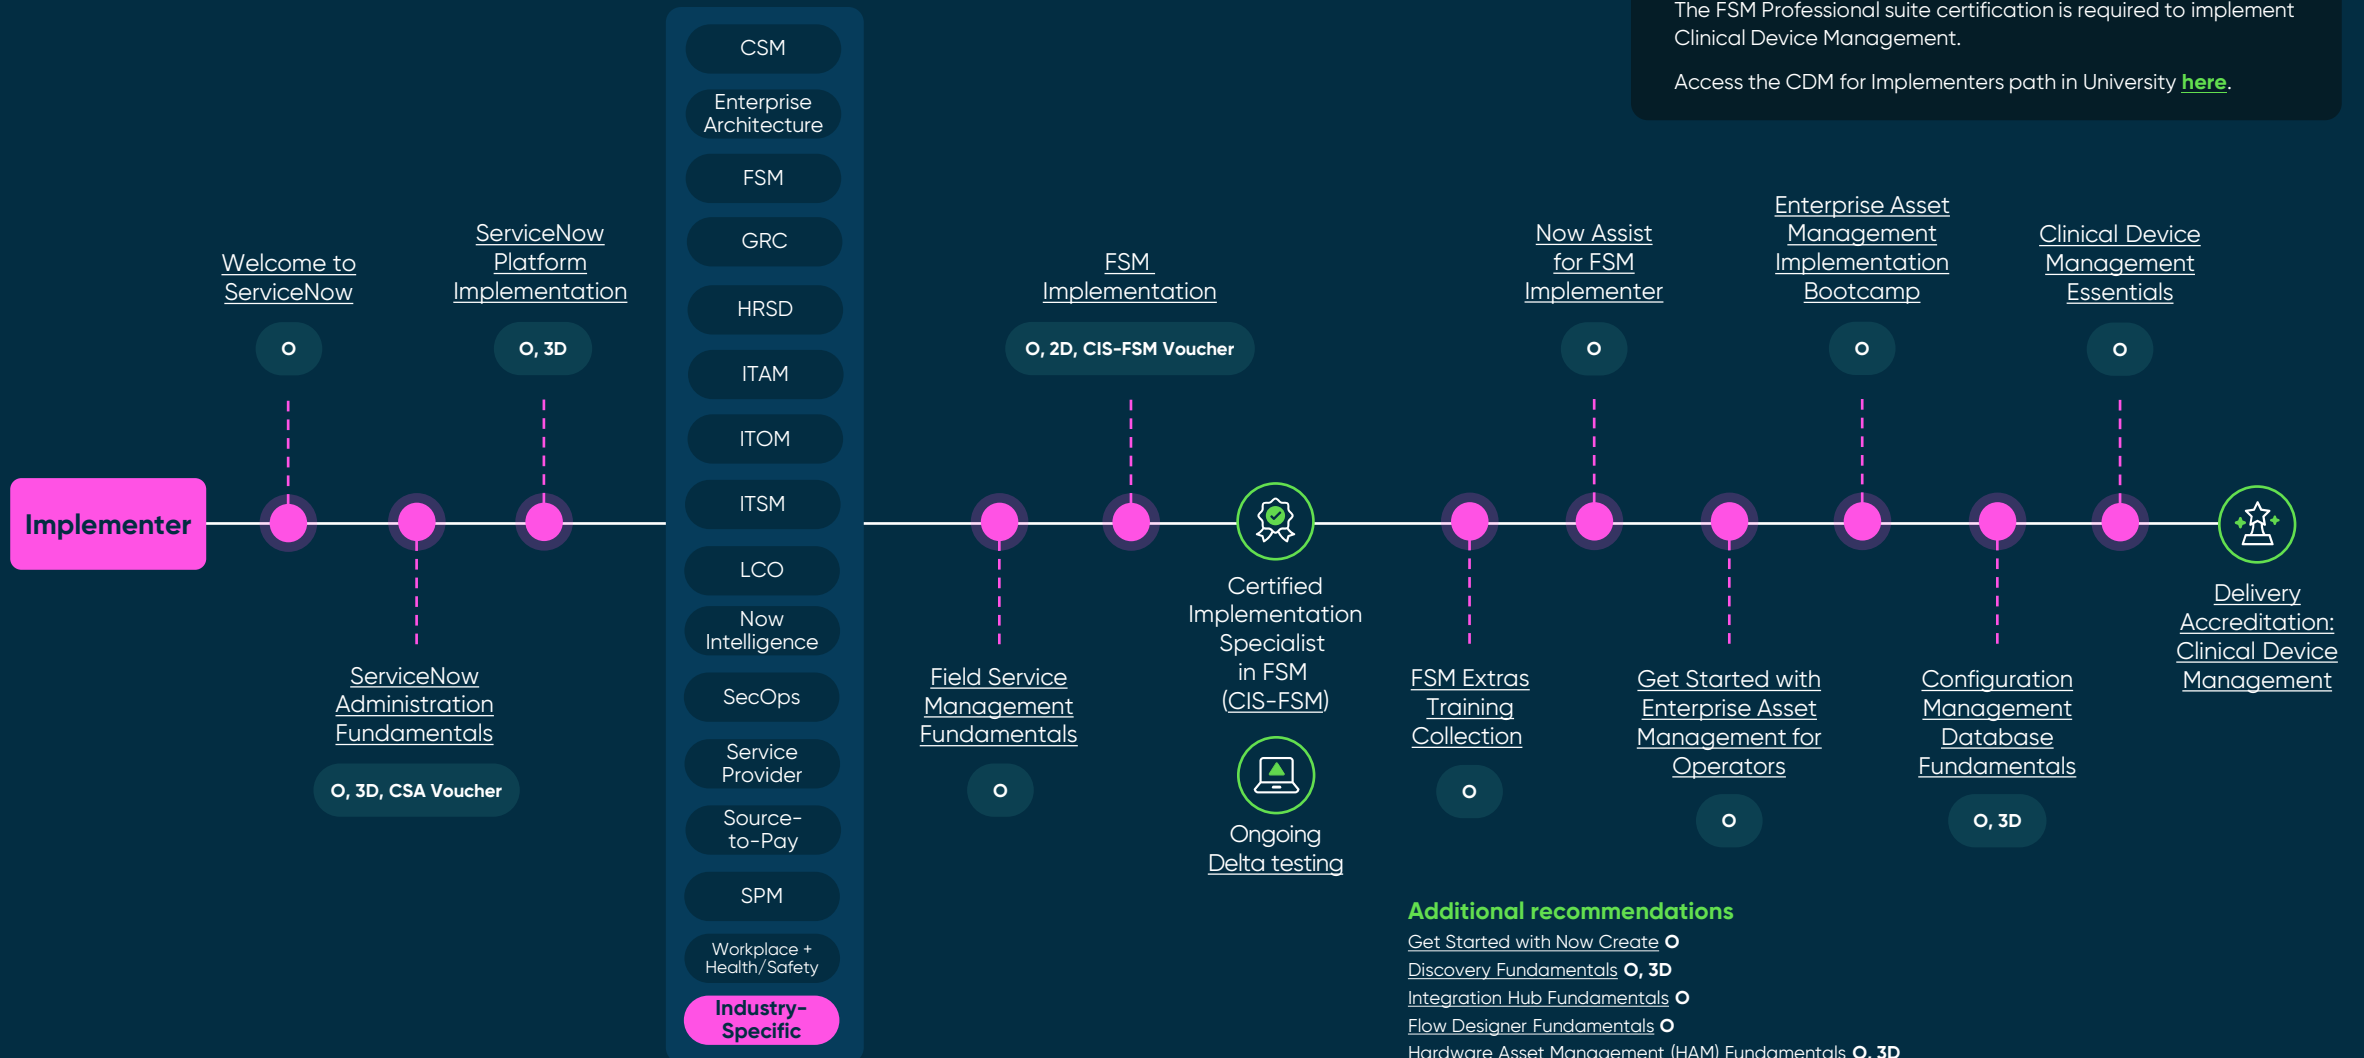 The FSM Professional suite certification is required to implement
Clinical Device Management.
Access the CDM for Implementers path in University here.
Implementer
Welcome to
ServiceNow
O
ServiceNow
Administration
Fundamentals
O, 3D, CSA Voucher
ServiceNow
Platform
Implementation
O, 3D
CSM
Enterprise
Architecture
FSM
GRC
HRSD
ITAM
ITOM
ITSM
LCO
Now
Intelligence
SecOps
Service
Provider
Source-
to-Pay
SPM
Workplace +
Health/Safety
Industry-
Specific
Field Service
Management
Fundamentals
O
FSM
Implementation
O, 2D, CIS-FSM Voucher
Certified
Implementation
Specialist
in FSM
(CIS-FSM)
Ongoing
Delta testing
FSM Extras
Training
Collection
O
Now Assist
for FSM
Implementer
O
Get Started with
Enterprise Asset
Management for
Operators
O
Enterprise Asset
Management
Implementation
Bootcamp
O
Configuration
Management
Database
Fundamentals
O, 3D
Clinical Device
Management
Essentials
O
Delivery
Accreditation:
Clinical Device
Management
Additional recommendations
Get Started with Now Create O
Discovery Fundamentals O, 3D
Integration Hub Fundamentals O
Flow Designer Fundamentals O
Hardware Asset Management (HAM) Fundamentals O, 3D